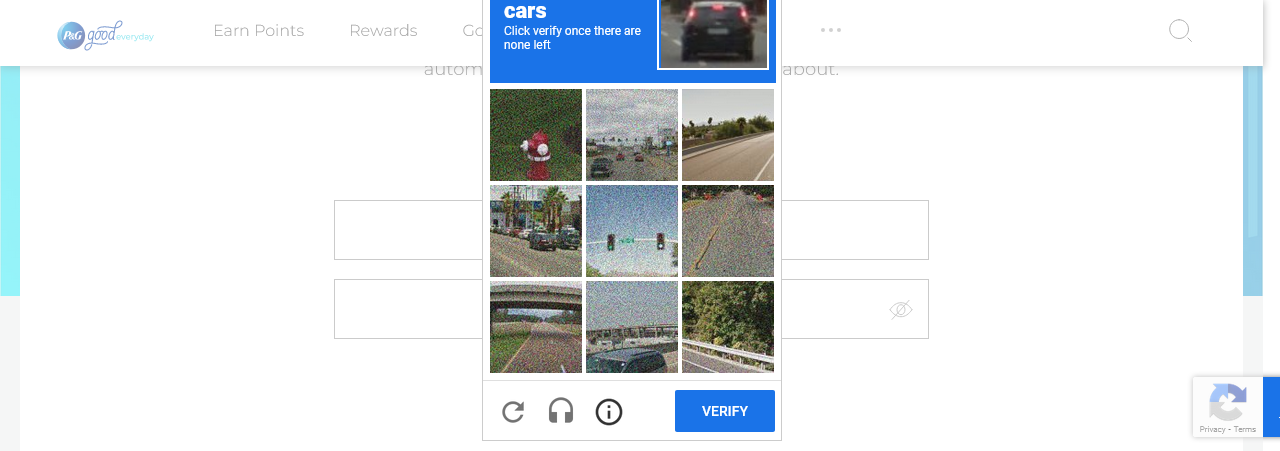 P&G good everyday
Earn Points
Rewards
Go
cars
Click verify once there are
none left
autom
about.
VERIFY
Privacy - Terms